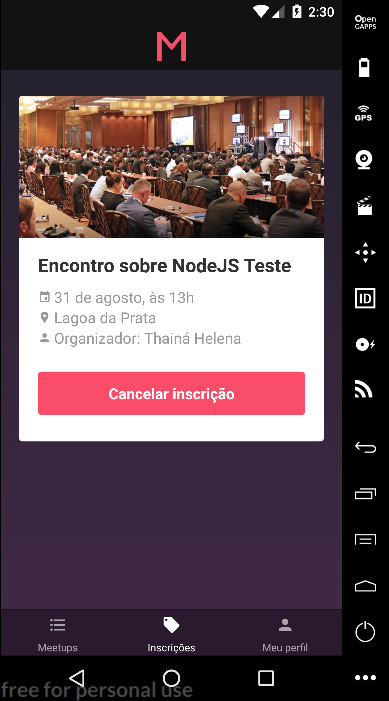 2:30
M
Encontro sobre NodeJS Teste
31 de agosto, às 13h
Lagoa da Prata
Organizador: Thainá Helena
Cancelar inscrição
Meetups
Inscrições
Meu perfil
free for personal use
Open
GAPPS
GPS
ID